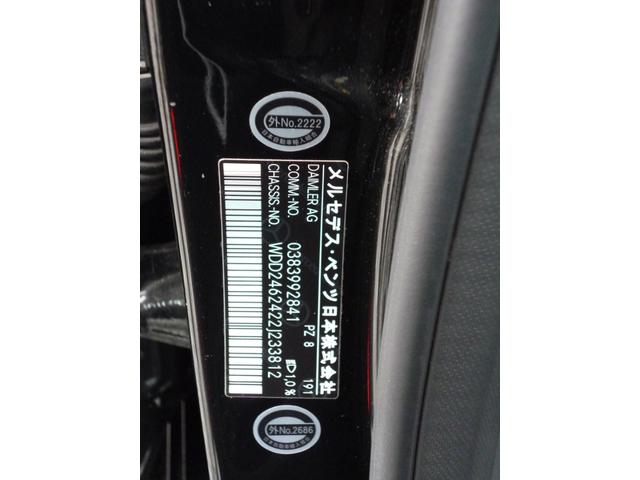 外No.2222
日本自動車輸入組合
メルセデス・ベンツ日本株式会社
DAIMLER AG 191
COMM.-NO. 0383992841 PZ 8 1,0%
CHASSIS.-NO. WDD2462422J233812
外No.2686
日本自動車輸入組合